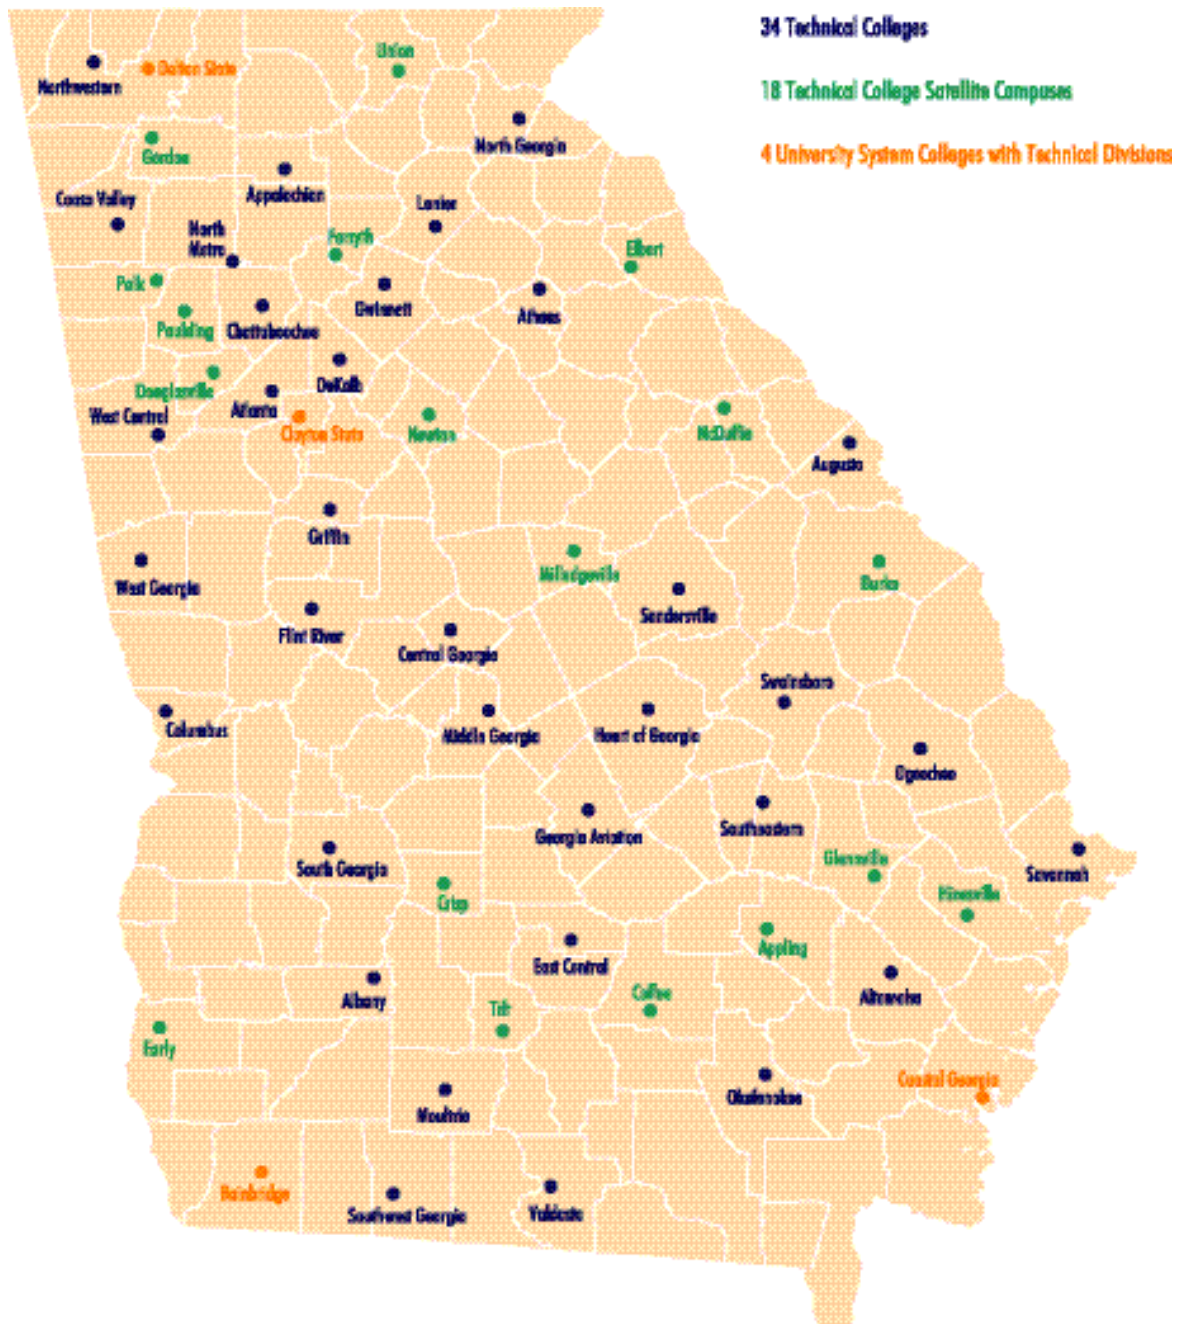 34 Technical Colleges
18 Technical College Satellite Campuses
4 University System Colleges with Technical Divisions
Union
Northwestern
Dalton State
North Georgia
Gordon
Appalachian
Coosa Valley
Lanier
North
Metro
Forsyth
Elbert
Polk
Gwinnett
Athens
Paulding
Chattahoochee
DeKalb
Douglasville
Atlanta
West Central
Clayton State
Newton
McDuffie
Augusta
Griffin
Milledgeville
West Georgia
Burke
Sandersville
Flint River
Central Georgia
Swainsboro
Columbus
Middle Georgia
Heart of Georgia
Ogeechee
Georgia Aviation
Southeastern
Glennville
South Georgia
Savannah
Hinesville
Crisp
Appling
East Central
Coffee
Albany
Altamaha
Tift
Early
Coastal Georgia
Okefenokee
Moultrie
Bainbridge
Southwest Georgia
Valdosta